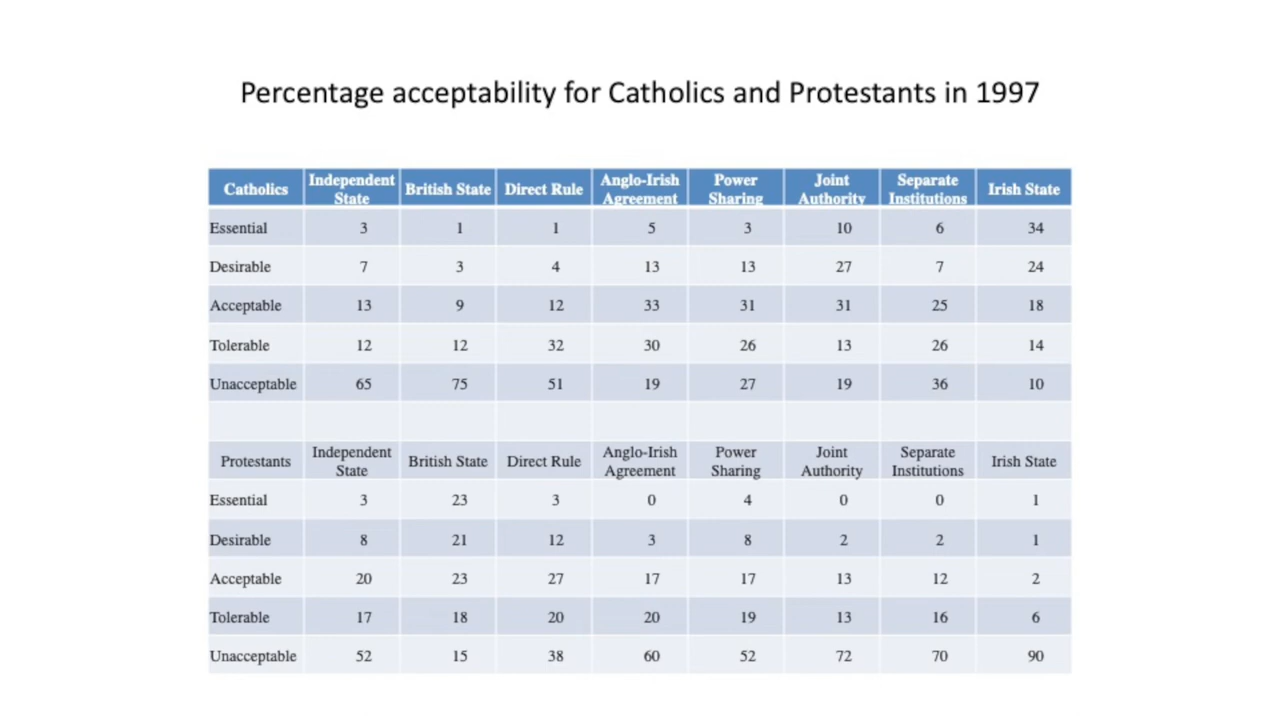 Percentage acceptability for Catholics and Protestants in 1997
Catholics Independent State British State Direct Rule Anglo-Irish Agreement Power Sharing Joint Authority Separate Institutions Irish State
Essential 3 1 1 5 3 10 6 34
Desirable 7 3 4 13 13 27 7 24
Acceptable 13 9 12 33 31 31 25 18
Tolerable 12 12 32 30 26 13 26 14
Unacceptable 65 75 51 19 27 19 36 10
Protestants Independent State British State Direct Rule Anglo-Irish Agreement Power Sharing Joint Authority Separate Institutions Irish State
Essential 3 23 3 0 4 0 0 1
Desirable 8 21 12 3 8 2 2 1
Acceptable 20 23 27 17 17 13 12 2
Tolerable 17 18 20 20 19 13 16 6
Unacceptable 52 15 38 60 52 72 70 90